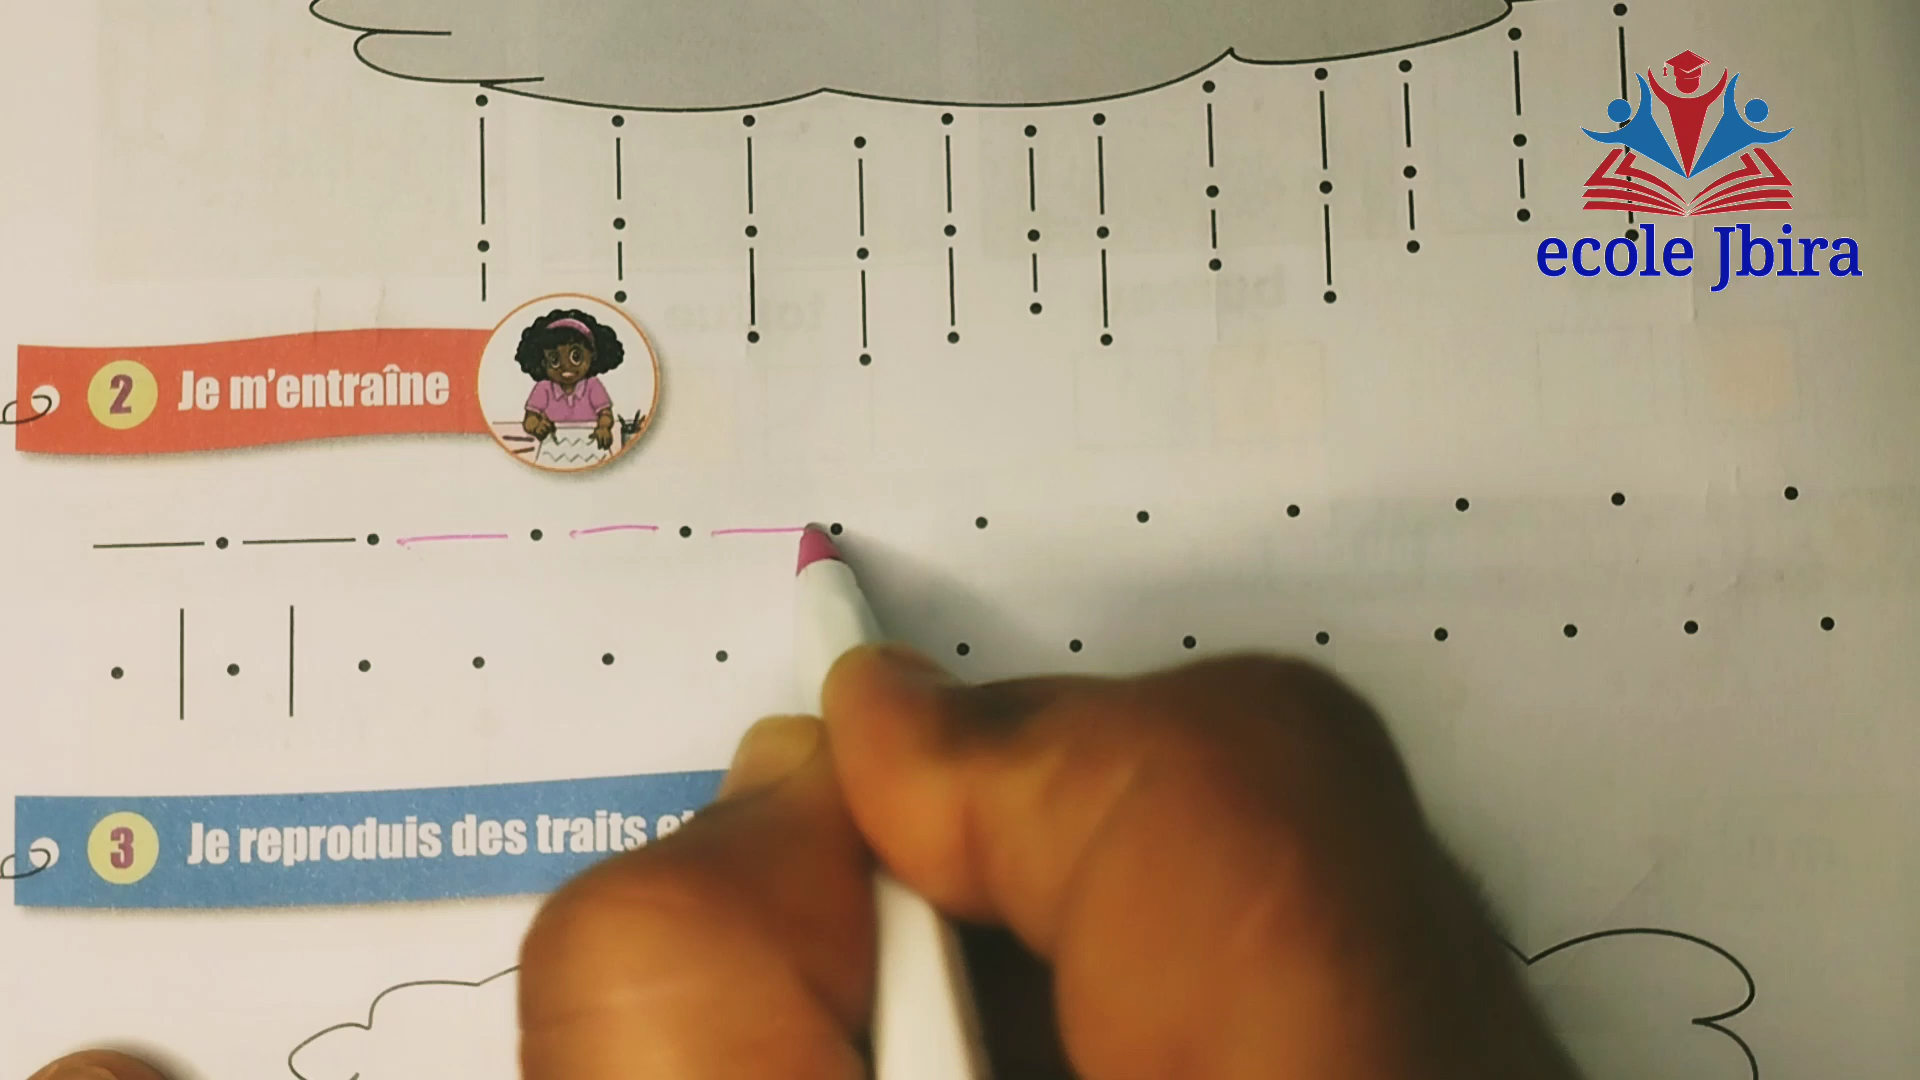 ecole Jbira
2 Je m'entraîne
3 Je reproduis des traits